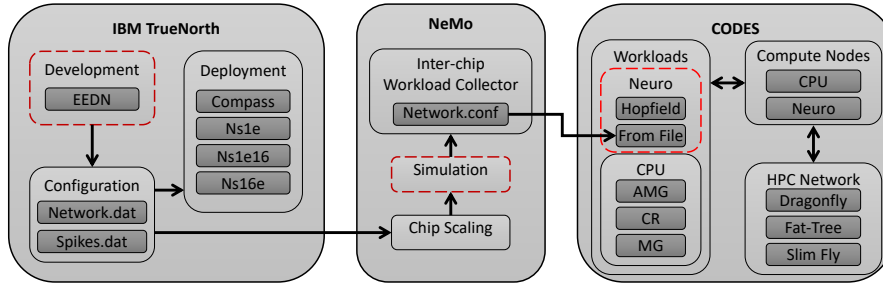 IBM TrueNorth
Development
EEDN
Deployment
Compass
Ns1e
Ns1e16
Ns16e
Configuration
Network.dat
Spikes.dat
NeMo
Inter-chip
Workload Collector
Network.conf
Simulation
Chip Scaling
CODES
Workloads
Neuro
Hopfield
From File
CPU
AMG
CR
MG
Compute Nodes
CPU
Neuro
HPC Network
Dragonfly
Fat-Tree
Slim Fly